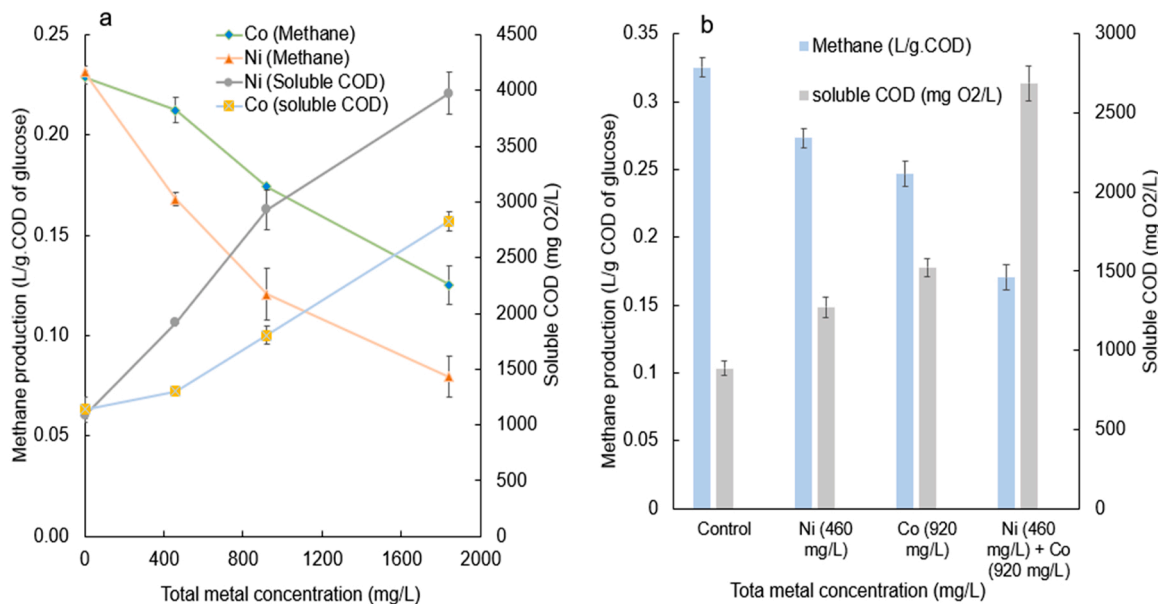 a
Co (Methane)
Ni (Methane)
Ni (Soluble COD)
Co (soluble COD)
Methane production (L/g.COD of glucose)
0.25
0.20
0.15
0.10
0.05
0.00
4500
4000
3500
3000
2500
2000
1500
1000
500
0
Soluble COD (mg O2/L)
0
400
800
1200
1600
2000
Total metal concentration (mg/L)
b
Methane (L/g.COD)
soluble COD (mg O2/L)
Methane production (L/g COD of glucose)
0.35
0.3
0.25
0.2
0.15
0.1
0.05
0
3000
2500
2000
1500
1000
500
0
Soluble COD (mg O2/L)
Control
Ni (460
mg/L)
Co (920
mg/L)
Ni (460
mg/L) + Co
(920 mg/L)
Tota metal concentration (mg/L)